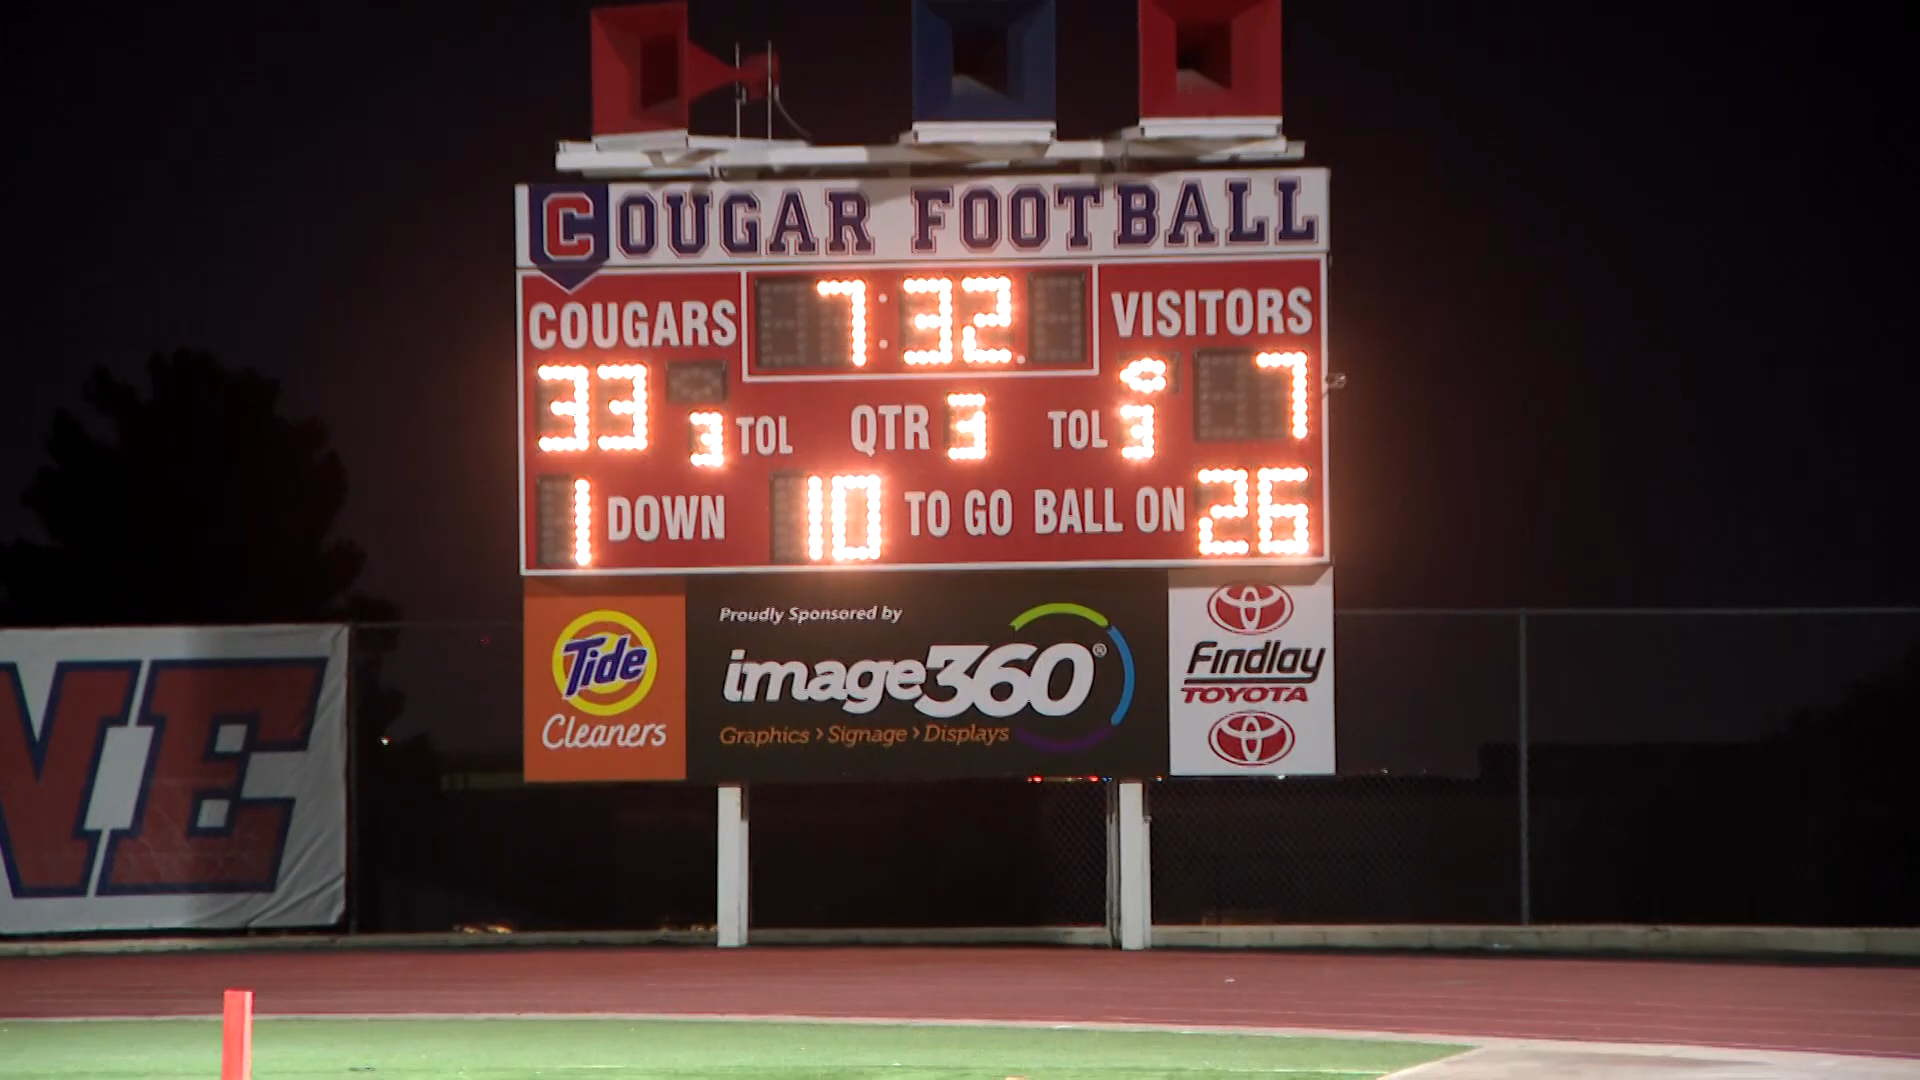 COUGAR FOOTBALL
COUGARS 7:32 VISITORS
33 3 TOL QTR 3 TOL 3 7
1 DOWN 10 TO GO BALL ON 26
Tide
Cleaners
Proudly Sponsored by
image360®
Graphics > Signage > Displays
Findlay
TOYOTA
NE